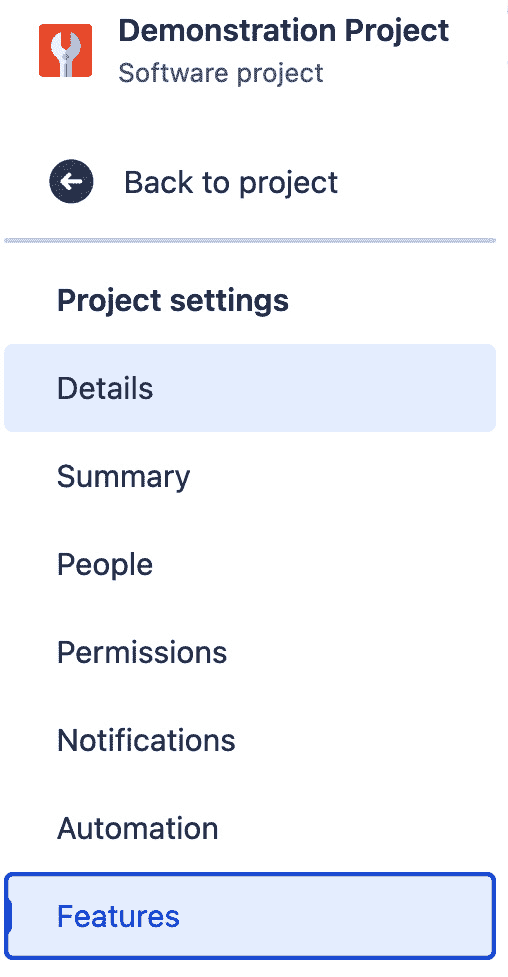 Demonstration Project
Software project
Back to project
Project settings
Details
Summary
People
Permissions
Notifications
Automation
Features